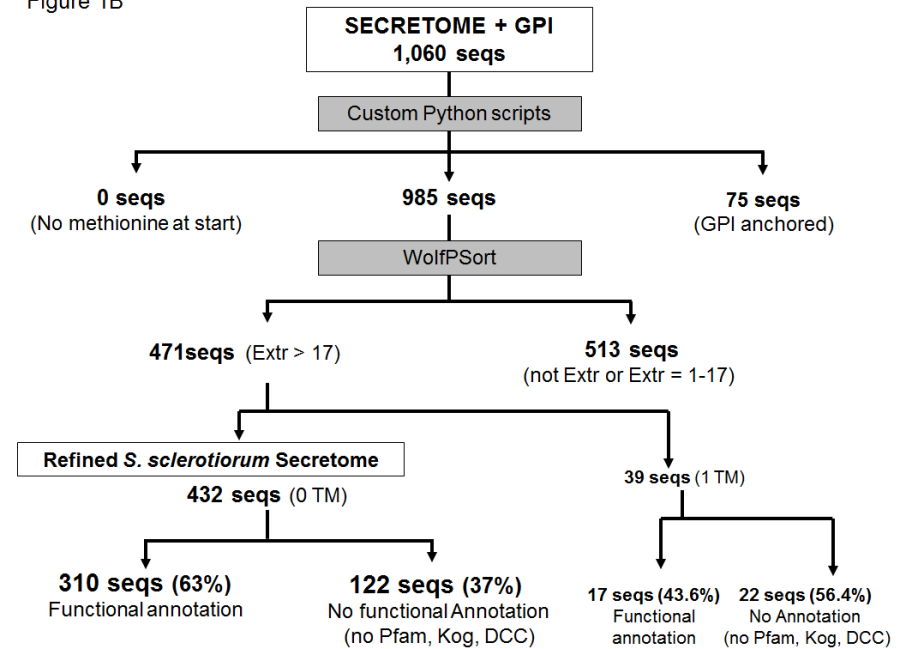 Figure 1B
SECRETOME + GPI
1,060 seqs
Custom Python scripts
0 seqs
(No methionine at start)
985 seqs
75 seqs
(GPI anchored)
WolfPSort
471seqs (Extr > 17)
513 seqs
(not Extr or Extr = 1-17)
Refined S. sclerotiorum Secretome
432 seqs (0 TM)
39 seqs (1 TM)
310 seqs (63%)
Functional annotation
122 seqs (37%)
No functional Annotation
(no Pfam, Kog, DCC)
17 seqs (43.6%)
Functional
annotation
22 seqs (56.4%)
No Annotation
(no Pfam, Kog, DCC)